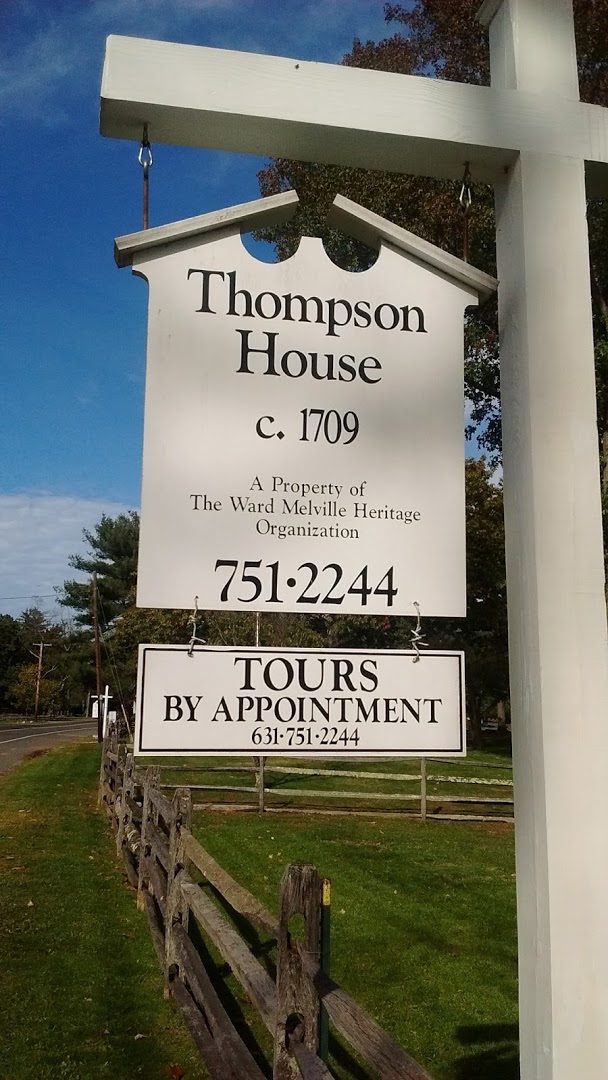 Thompson
House
c. 1709
A Property of
The Ward Melville Heritage
Organization
751·2244
TOURS
BY APPOINTMENT
631·751·2244